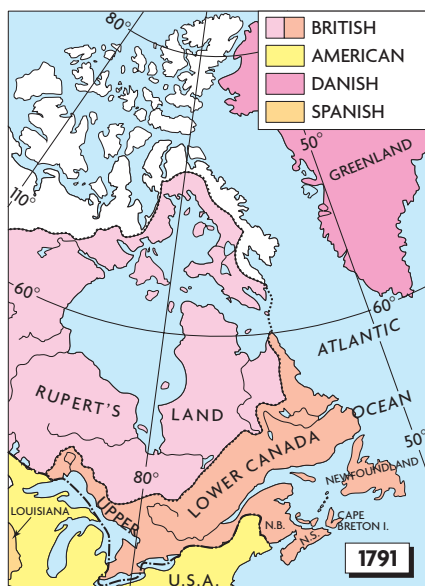 BRITISH
AMERICAN
DANISH
SPANISH
80°
110°
50°
GREENLAND
60°
60°
ATLANTIC
OCEAN
50°
RUPERT'S
LAND
80°
LOWER CANADA
UPPER
NEWFOUNDLAND
LOUISIANA
CAPE
BRETON I.
N.B.
N.S.
U.S.A.
1791